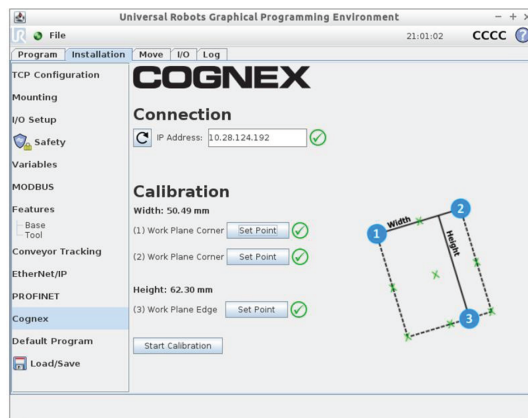 Universal Robots Graphical Programming Environment
File
21:01:02
CCCC
?
Program
Installation
Move
I/O
Log
TCP Configuration
Mounting
I/O Setup
Safety
Variables
MODBUS
Features
Base
Tool
Conveyor Tracking
EtherNet/IP
PROFINET
Cognex
Default Program
Load/Save
COGNEX
Connection
IP Address: 10.28.124.192
Calibration
Width: 50.49 mm
(1) Work Plane Corner Set Point
(2) Work Plane Corner Set Point
Height: 62.30 mm
(3) Work Plane Edge Set Point
Start Calibration
1
Width
2
Height
3